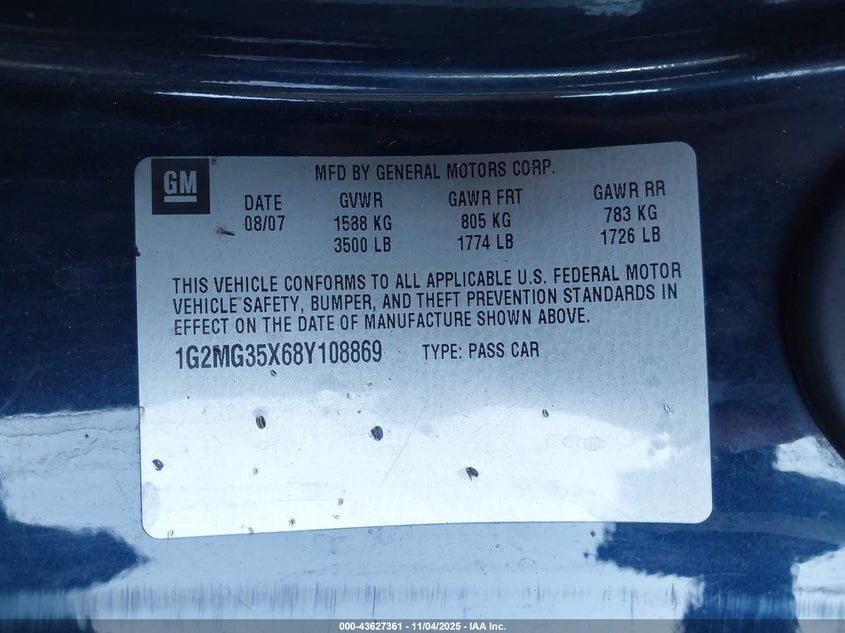 GM
MFD BY GENERAL MOTORS CORP.
DATE GVWR GAWR FRT GAWR RR
08/07 1588 KG 805 KG 783 KG
3500 LB 1774 LB 1726 LB
THIS VEHICLE CONFORMS TO ALL APPLICABLE U.S. FEDERAL MOTOR
VEHICLE SAFETY, BUMPER, AND THEFT PREVENTION STANDARDS IN
EFFECT ON THE DATE OF MANUFACTURE SHOWN ABOVE.
1G2MG35X68Y108869 TYPE: PASS CAR
000-43627361 - 11/04/2025 - IAA Inc.